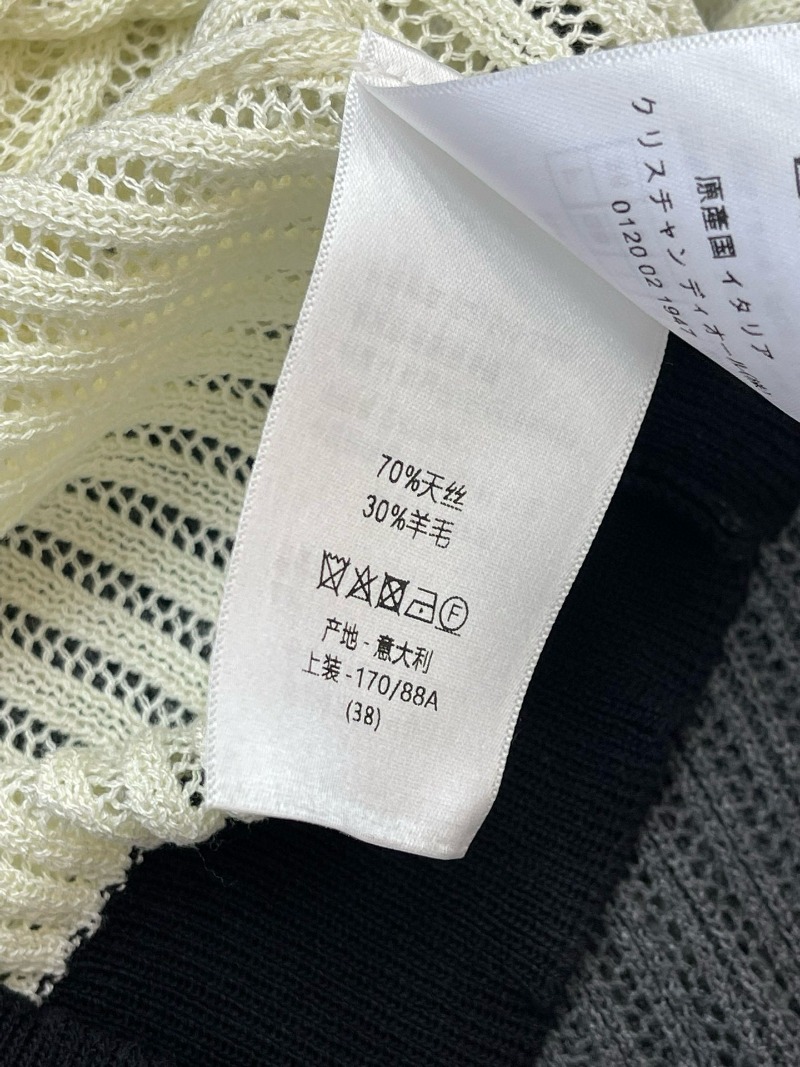 70%天丝
30%羊毛
F
产地 - 意大利
上装 -170/88A
(38)
原産国 イタリア
クリスチャンディオール㈱
0120 02 1947